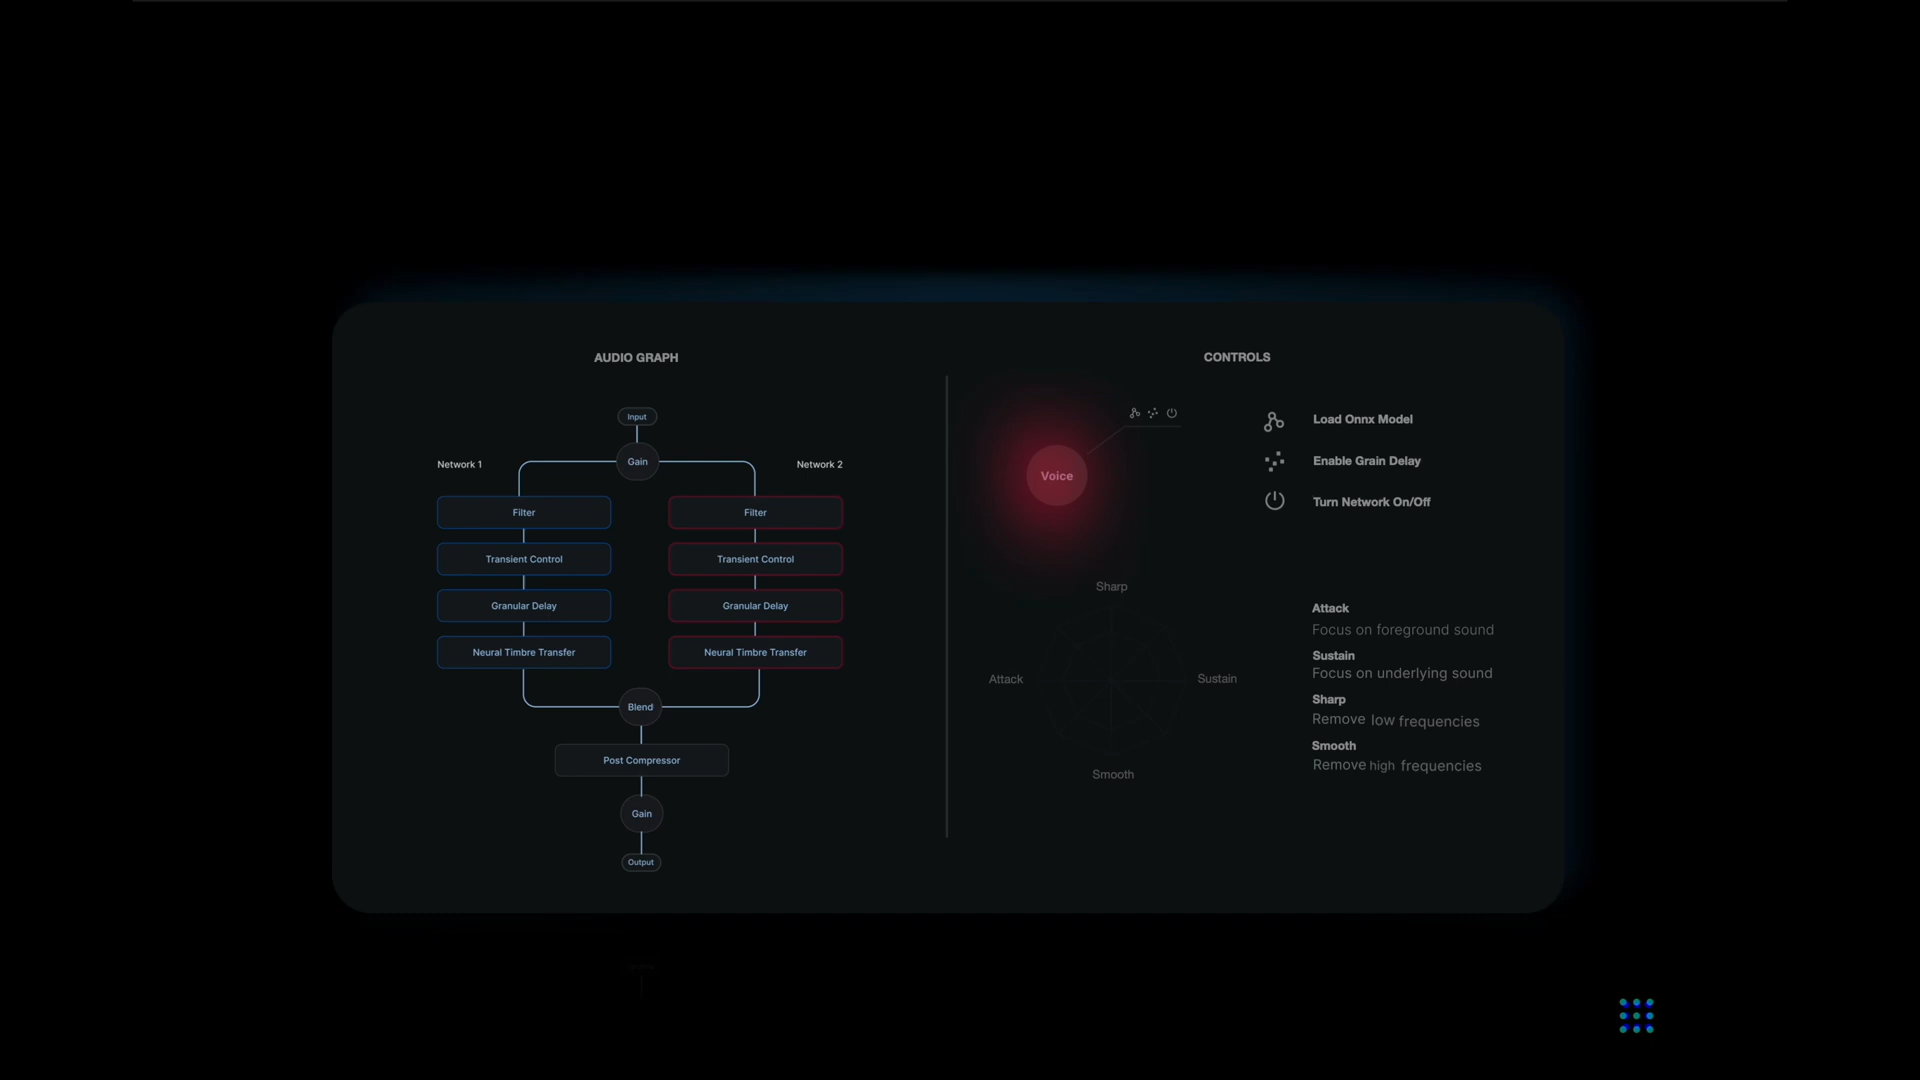 AUDIO GRAPH
Input
Gain
Network 1
Network 2
Filter
Filter
Transient Control
Transient Control
Granular Delay
Granular Delay
Neural Timbre Transfer
Neural Timbre Transfer
Blend
Post Compressor
Gain
Output
CONTROLS
Voice
Load Onnx Model
Enable Grain Delay
Turn Network On/Off
Sharp
Attack
Sustain
Smooth
Attack
Focus on foreground sound
Sustain
Focus on underlying sound
Sharp
Remove low frequencies
Smooth
Remove high frequencies